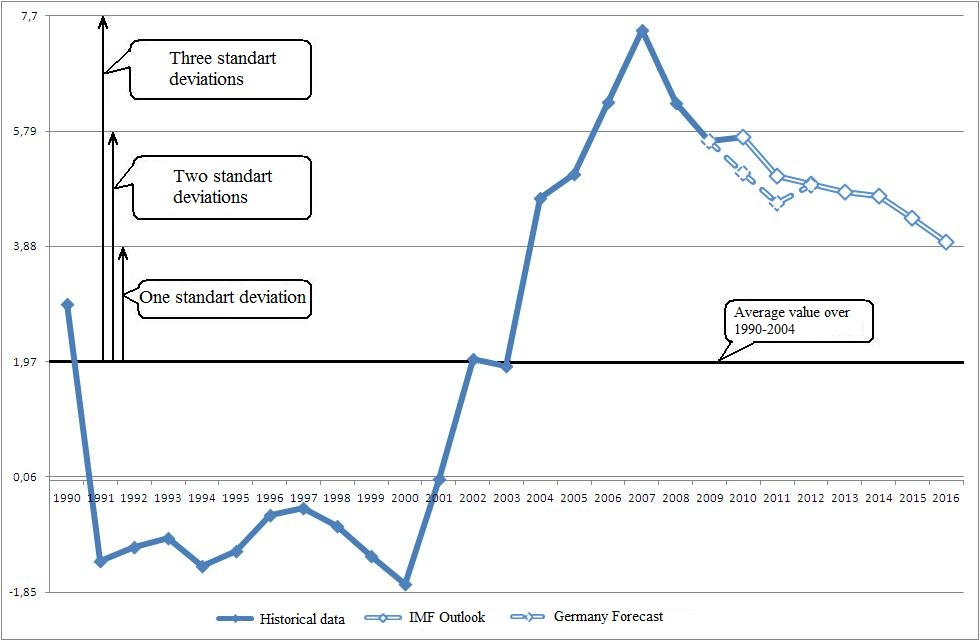 7,7
Three standart
deviations
5,79
Two standart
deviations
3,88
One standart deviation
Average value over
1990-2004
1,97
0,06
1990 1991 1992 1993 1994 1995 1996 1997 1998 1999 2000 2001 2002 2003 2004 2005 2006 2007 2008 2009 2010 2011 2012 2013 2014 2015 2016
-1,85
Historical data IMF Outlook Germany Forecast